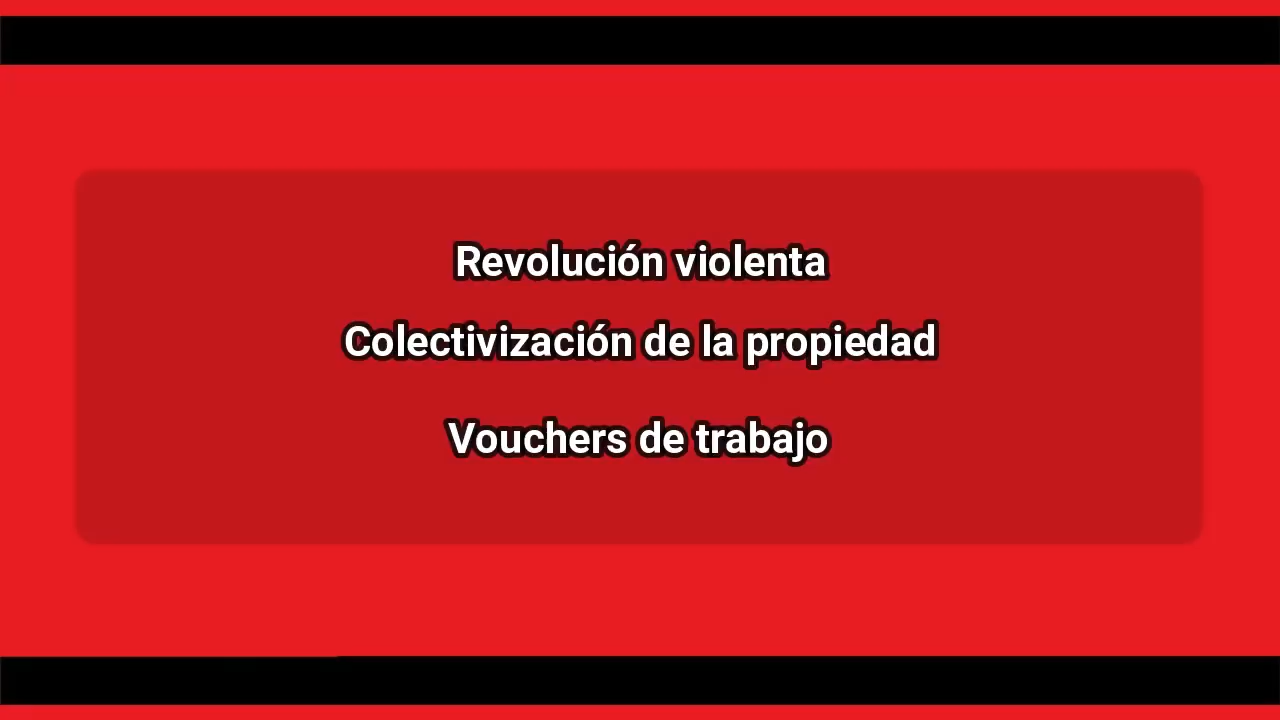 Revolución violenta
Colectivización de la propiedad
Vouchers de trabajo